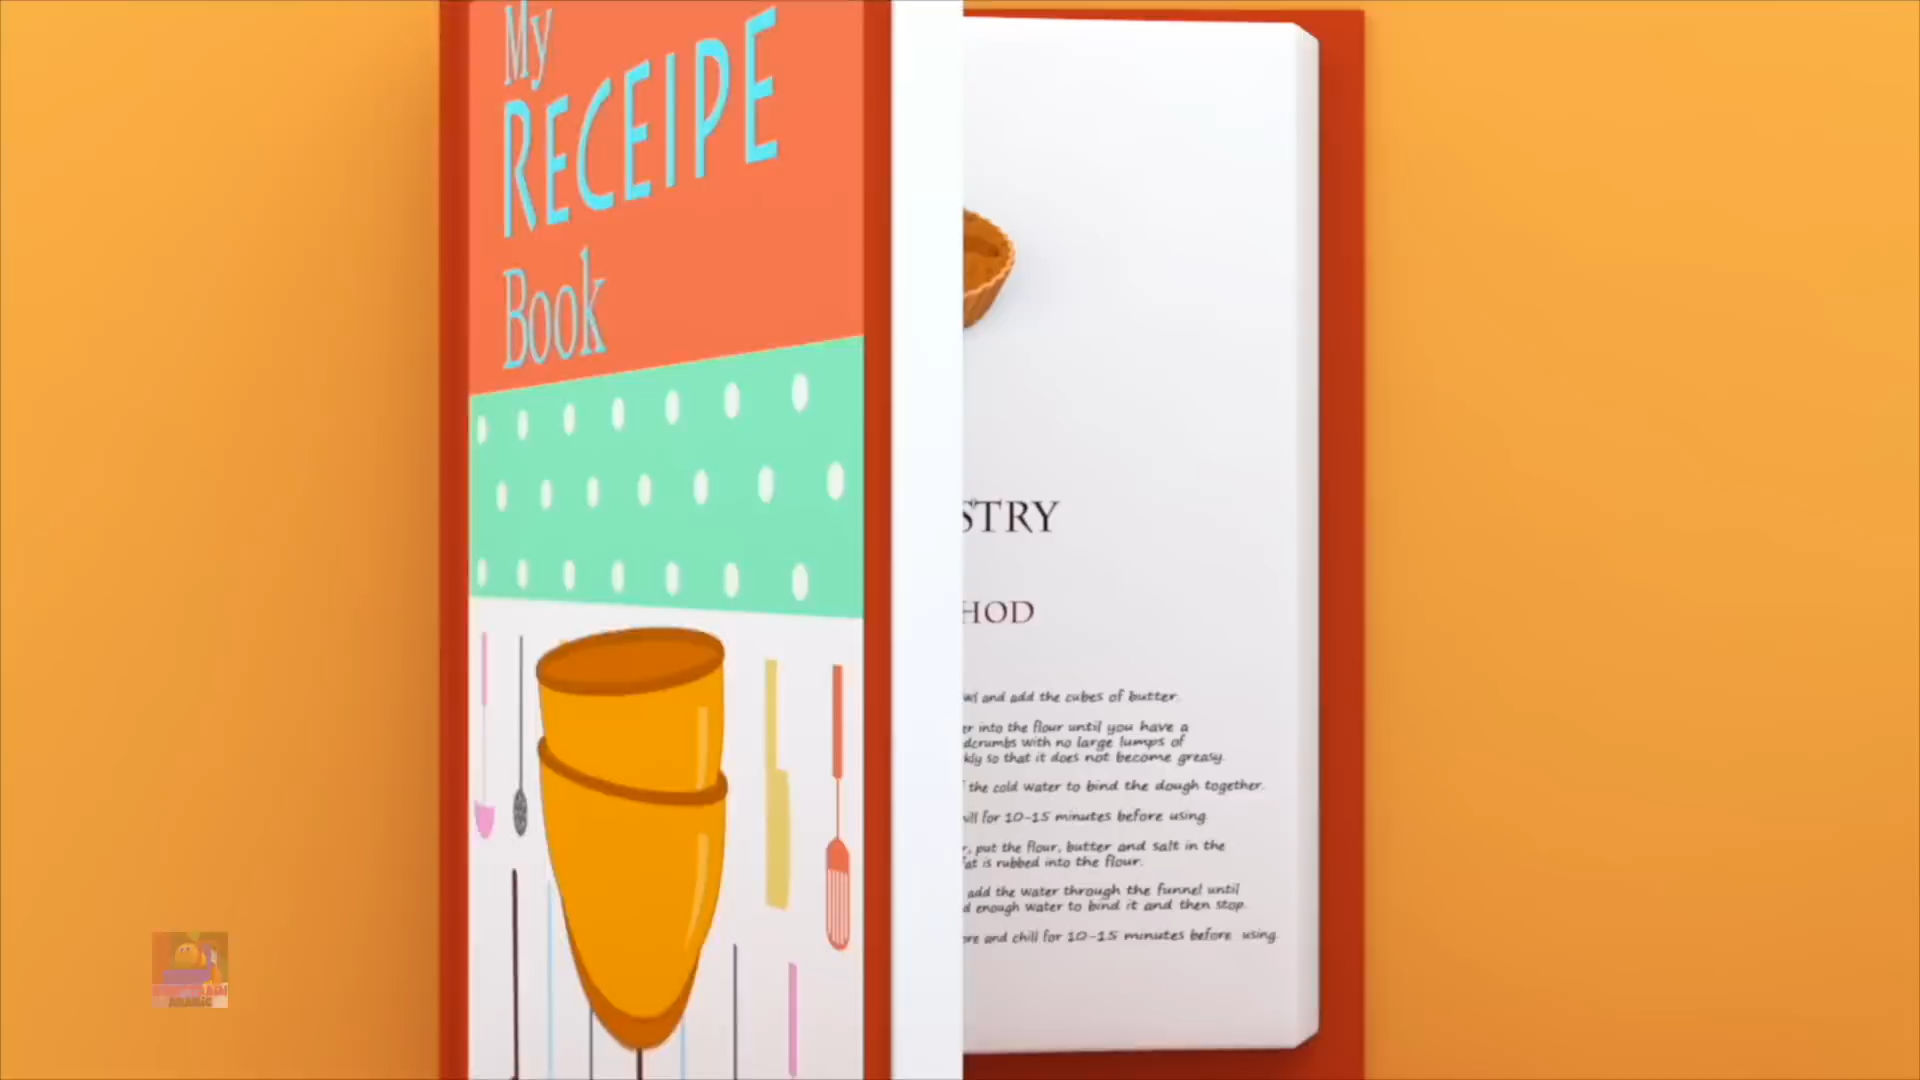 My
RECEIPE
Book
STRY
HOD
and add the cubes of butter.
into the flour until you have a
with no large lumps of
so that it does not become greasy.
the cold water to bind the dough together.
for 10-15 minutes before using.
put the flour, butter and salt in the
is rubbed into the flour.
add the water through the funnel until
enough water to bind it and then stop.
and chill for 10-15 minutes before using.
ARABIC